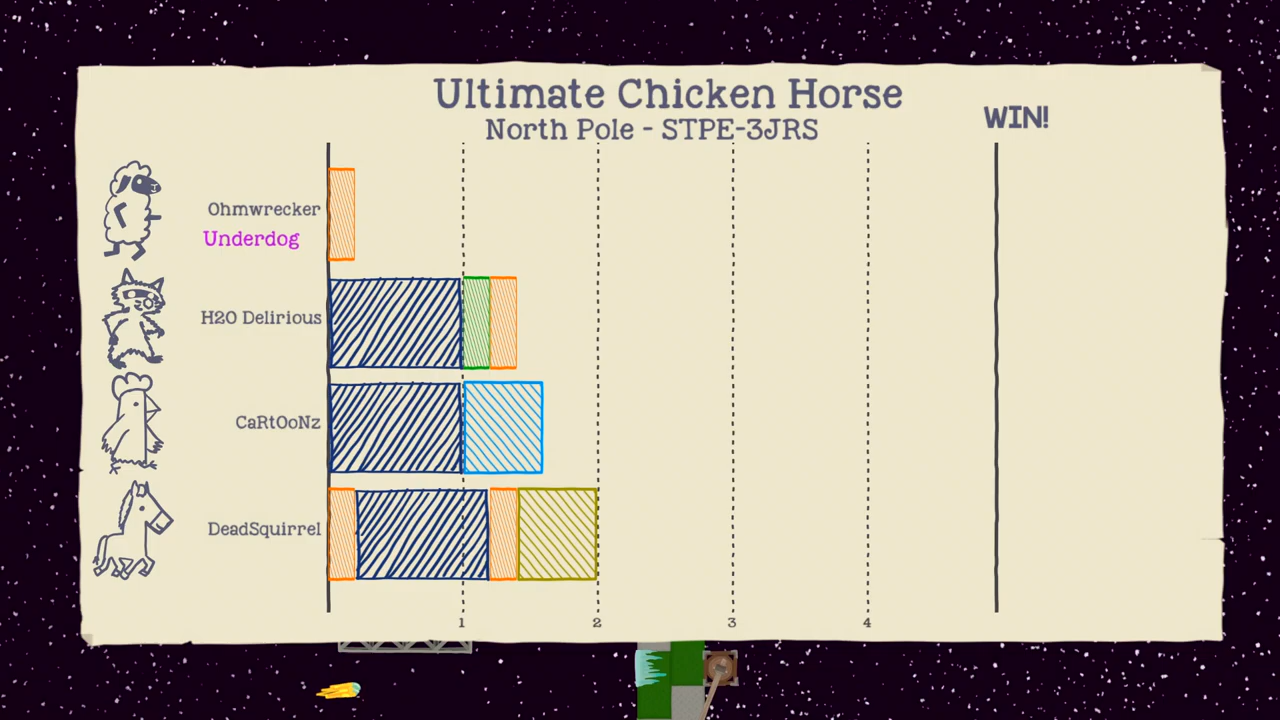 Ultimate Chicken Horse
North Pole - STPE-3JRS
WIN!
Ohmwrecker
Underdog
H2O Delirious
CaRtOoNz
DeadSquirrel
1 2 3 4